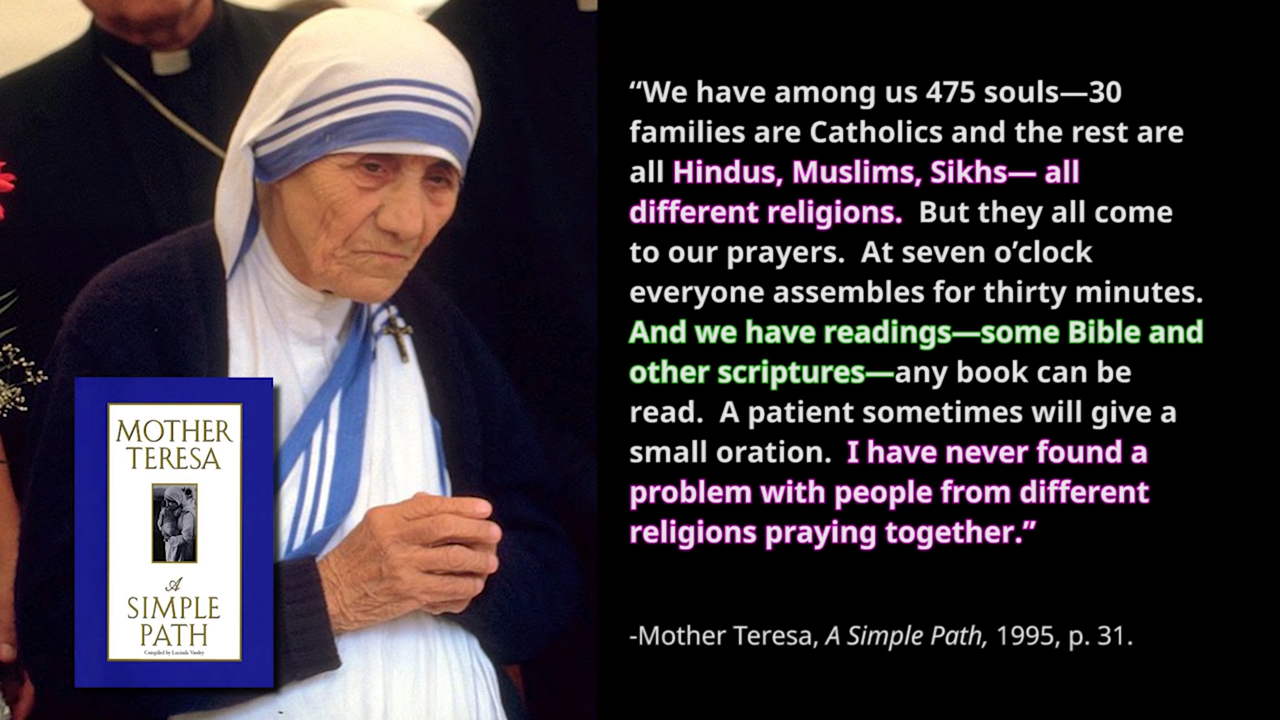 “We have among us 475 souls—30
families are Catholics and the rest are
all Hindus, Muslims, Sikhs— all
different religions.  But they all come
to our prayers.  At seven o’clock
everyone assembles for thirty minutes.
And we have readings—some Bible and
other scriptures—any book can be
read.  A patient sometimes will give a
small oration.  I have never found a
problem with people from different
religions praying together.”
-Mother Teresa, A Simple Path, 1995, p. 31.
MOTHER
TERESA
A
SIMPLE
PATH
Compiled by Lucinda Vardey